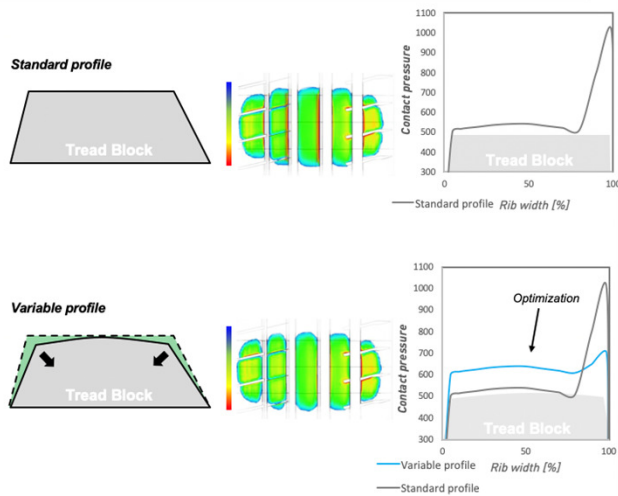 Standard profile
Tread Block
Contact pressure
1100
1000
900
800
700
600
500
400
300
Tread Block
0
50
100
Standard profile
Rib width [%]
Variable profile
Tread Block
Contact pressure
1100
1000
900
800
700
600
500
400
300
Optimization
Tread Block
0
50
100
Variable profile
Rib width [%]
Standard profile